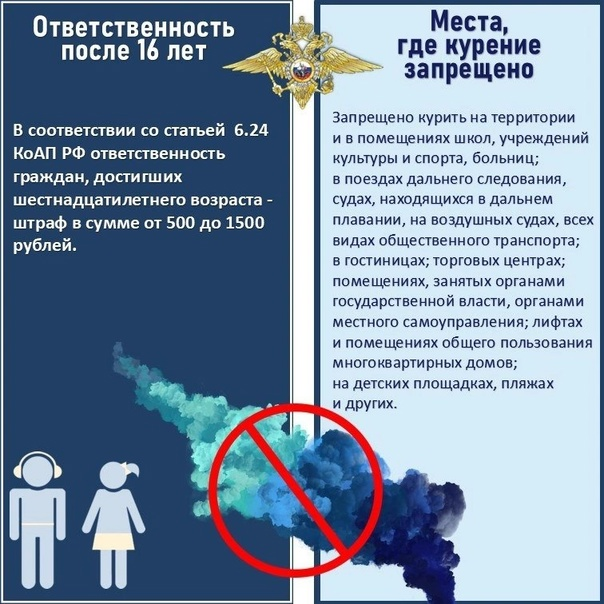 Ответственность
после 16 лет
В соответствии со статьей 6.24
КоАП РФ ответственность
граждан, достигших
шестнадцатилетнего возраста -
штраф в сумме от 500 до 1500
рублей.
Места,
где курение
запрещено
Запрещено курить на территории
и в помещениях школ, учреждений
культуры и спорта, больниц;
в поездах дальнего следования,
судах, находящихся в дальнем
плавании, на воздушных судах, всех
видах общественного транспорта;
в гостиницах; торговых центрах;
помещениях, занятых органами
государственной власти, органами
местного самоуправления; лифтах
и помещениях общего пользования
многоквартирных домов;
на детских площадках, пляжах
и других.